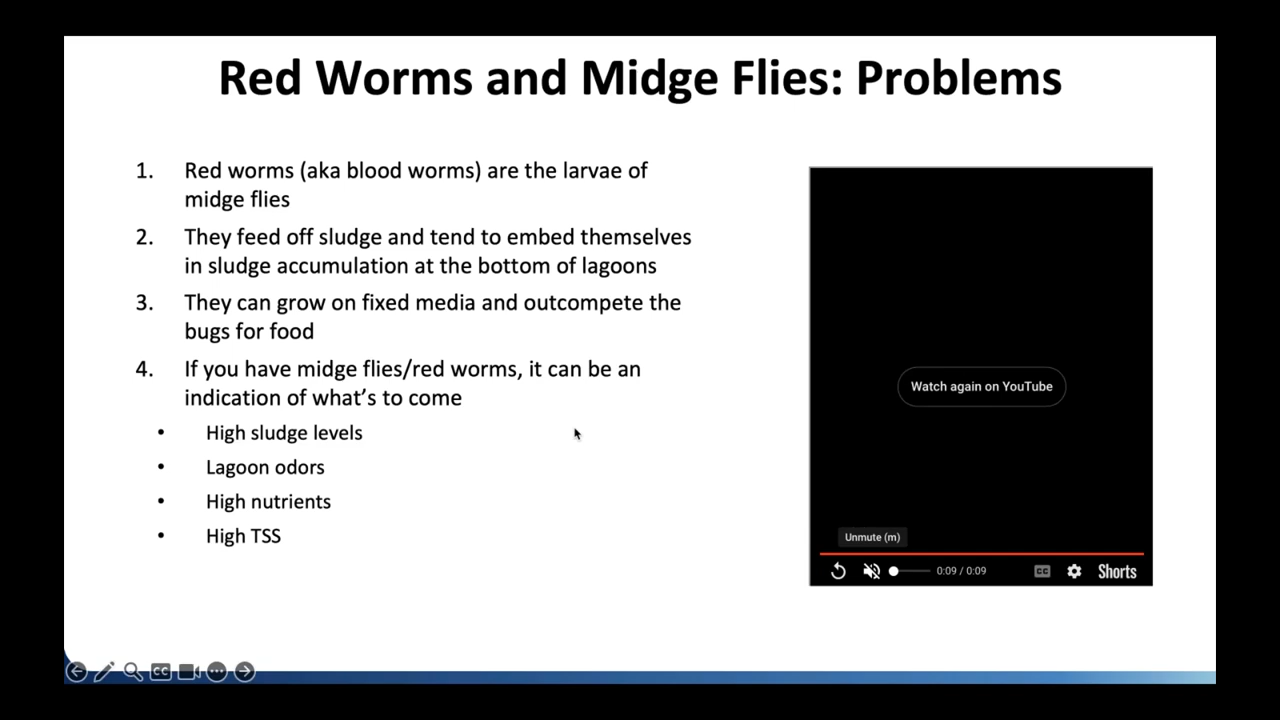 Red Worms and Midge Flies: Problems
1. Red worms (aka blood worms) are the larvae of
midge flies
2. They feed off sludge and tend to embed themselves
in sludge accumulation at the bottom of lagoons
3. They can grow on fixed media and outcompete the
bugs for food
4. If you have midge flies/red worms, it can be an
indication of what’s to come
• High sludge levels
• Lagoon odors
• High nutrients
• High TSS
Watch again on YouTube
Unmute (m)
0:09 / 0:09 CC Shorts
CC